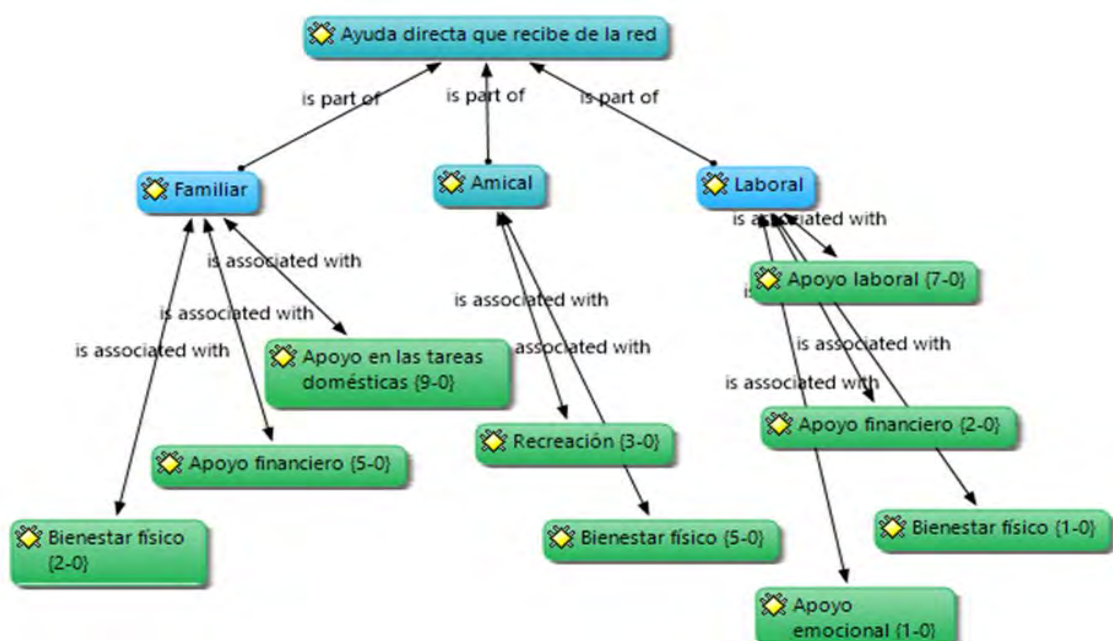 Ayuda directa que recibe de la red
is part of
is part of
is part of
Familiar
Amical
Laboral
is associated with
is associated with
is associated with
Apoyo laboral {7-0}
is associated with
is associated with
is associated with
associated with
is associated with
is associated with
Apoyo en las tareas
domésticas {9-0}
Apoyo financiero {2-0}
Recreación {3-0}
Apoyo financiero {5-0}
Bienestar físico
{2-0}
Bienestar físico {5-0}
Bienestar físico {1-0}
Apoyo
emocional {1-0}